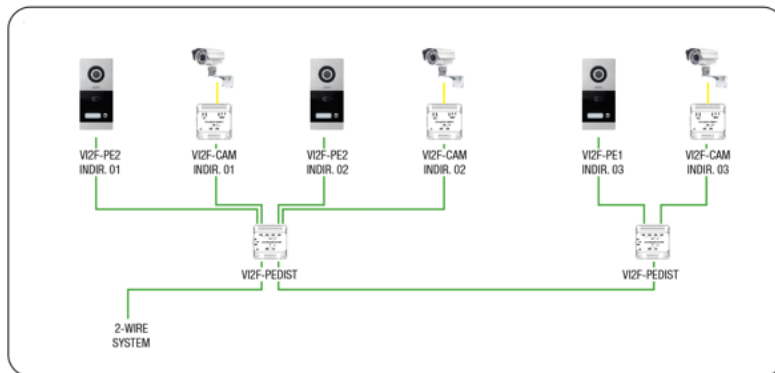 VI2F-PE2
INDIR. 01
VI2F-CAM
INDIR. 01
VI2F-PE2
INDIR. 02
VI2F-CAM
INDIR. 02
VI2F-PE1
INDIR. 03
VI2F-CAM
INDIR. 03
VI2F-PEDIST
VI2F-PEDIST
2-WIRE
SYSTEM